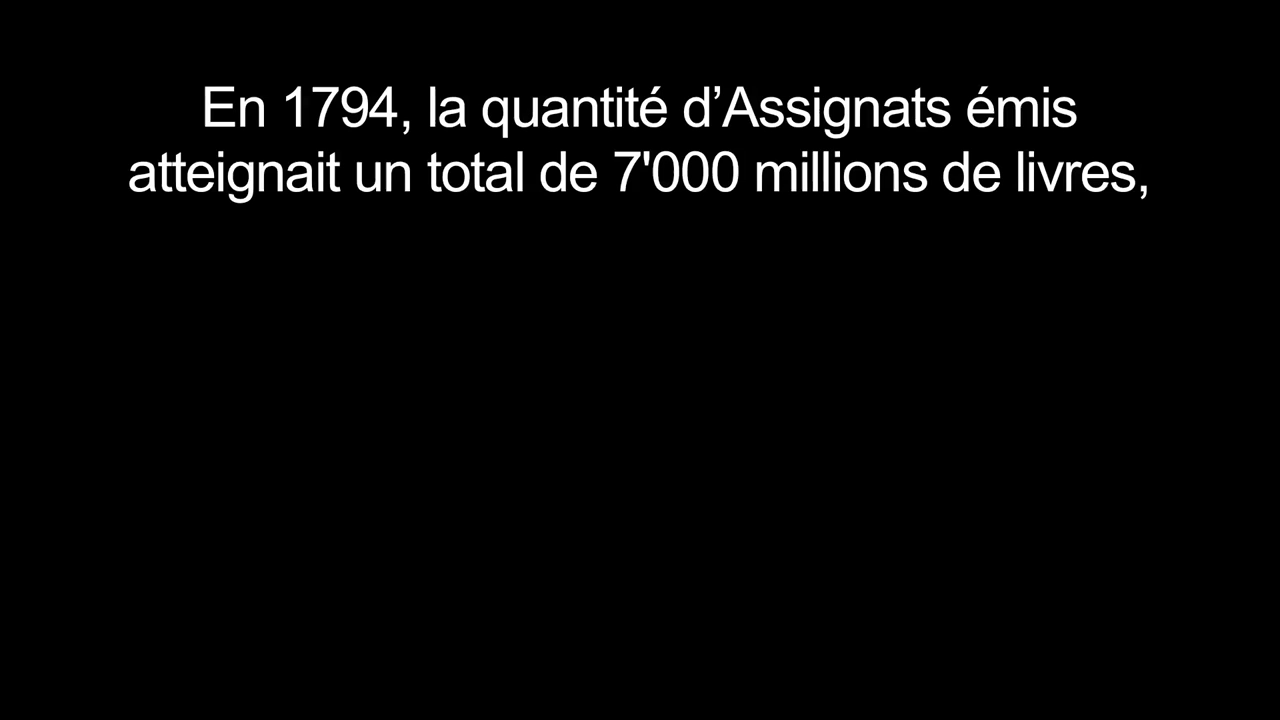 En 1794, la quantité d’Assignats émis
atteignait un total de 7'000 millions de livres,